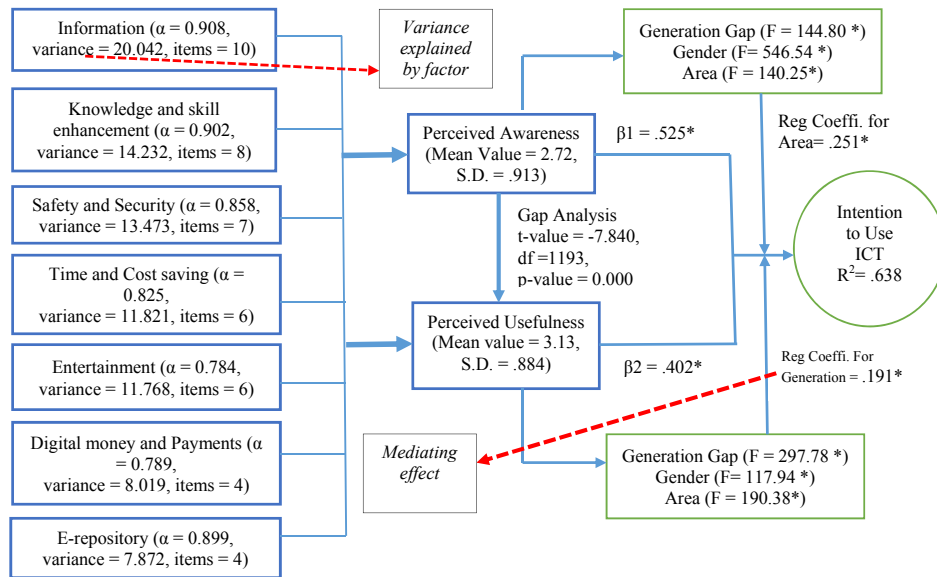 Information (α = 0.908,
variance = 20.042, items = 10)
Knowledge and skill
enhancement (α = 0.902,
variance = 14.232, items = 8)
Safety and Security (α = 0.858,
variance = 13.473, items = 7)
Time and Cost saving (α =
0.825,
variance = 11.821, items = 6)
Entertainment (α = 0.784,
variance = 11.768, items = 6)
Digital money and Payments (α
= 0.789,
variance = 8.019, items = 4)
E-repository (α = 0.899,
variance = 7.872, items = 4)
Variance
explained
by factor
Perceived Awareness
(Mean Value = 2.72,
S.D. = .913)
Gap Analysis
t-value = -7.840,
df =1193,
p-value = 0.000
Perceived Usefulness
(Mean value = 3.13,
S.D. = .884)
Mediating
effect
β1 = .525*
β2 = .402*
Generation Gap (F = 144.80 *)
Gender (F= 546.54 *)
Area (F = 140.25*)
Reg Coeffi. for
Area= .251*
Intention
to Use
ICT
R²= .638
Reg Coeffi. For
Generation = .191*
Generation Gap (F = 297.78 *)
Gender (F= 117.94 *)
Area (F = 190.38*)